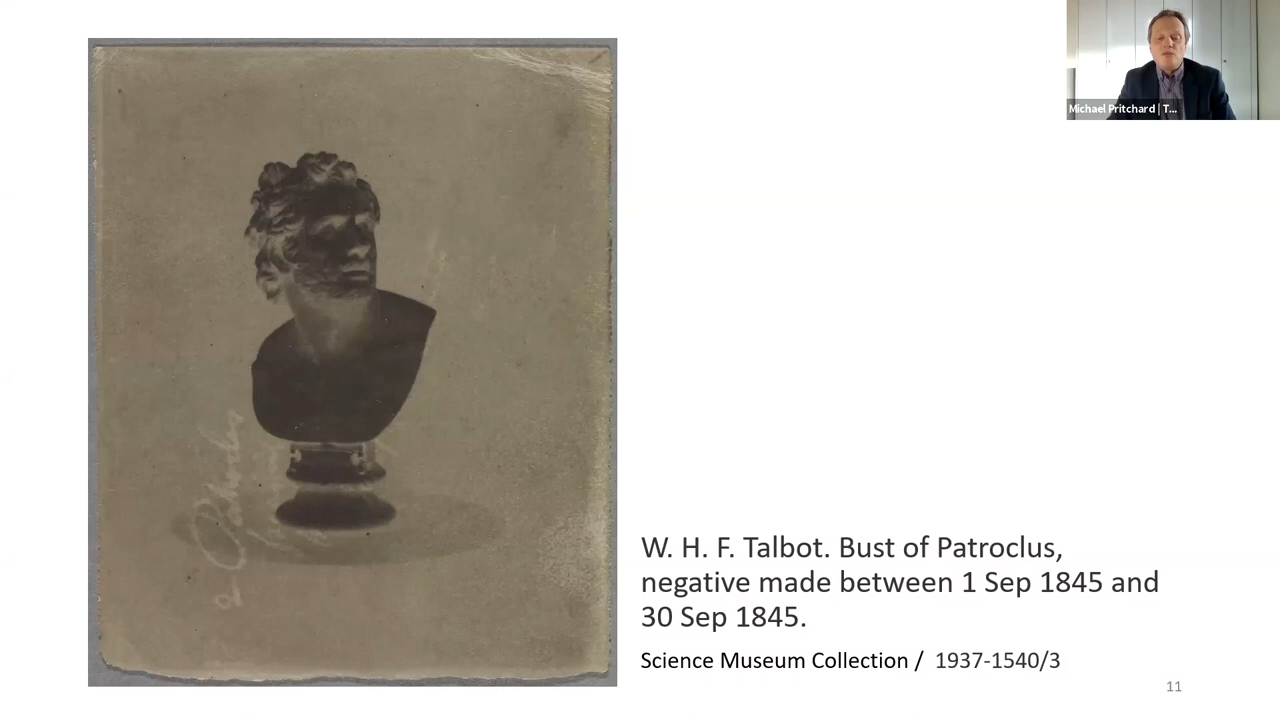 Michael Pritchard | T...
W. H. F. Talbot. Bust of Patroclus,
negative made between 1 Sep 1845 and
30 Sep 1845.
Science Museum Collection / 1937-1540/3
11